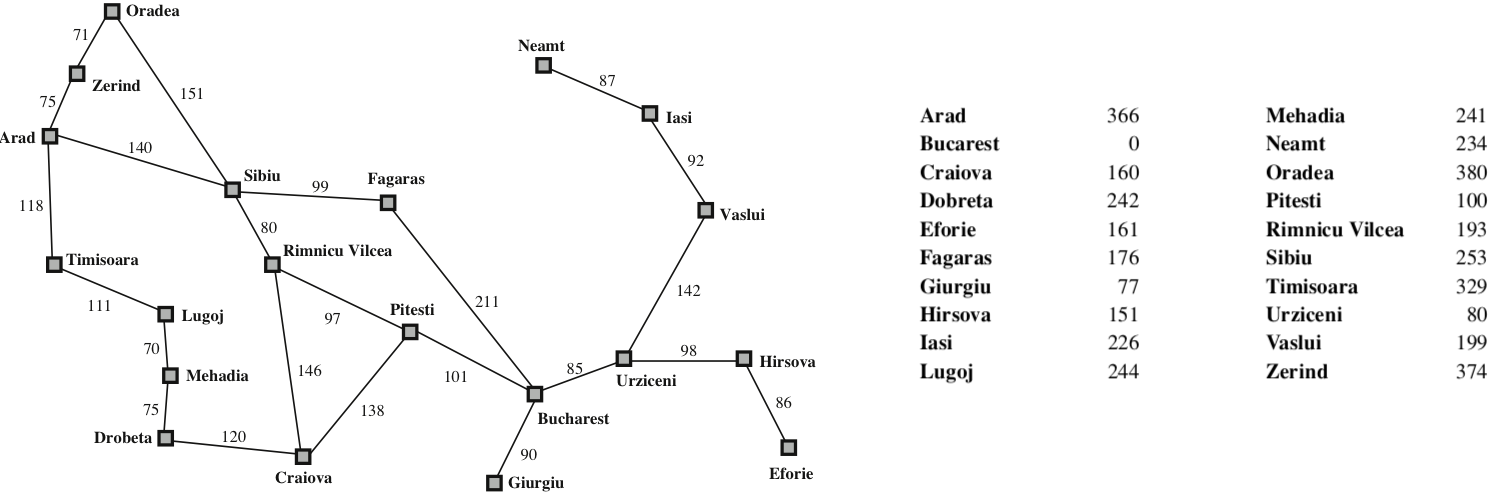 Oradea
71
Neamt
Zerind
87
75
151
Iasi
Arad
140
92
Sibiu
Fagaras
99
118
Vaslui
80
Rimnicu Vilcea
Timisoara
142
111
211
Lugoj
97
Pitesti
70
98
Hirsova
146
85
Mehadia
101
Urziceni
86
75
138
Bucharest
Drobeta
120
90
Eforie
Craiova
Giurgiu
Arad 366 Mehadia 241
Bucarest 0 Neamt 234
Craiova 160 Oradea 380
Dobreta 242 Pitesti 100
Eforie 161 Rimnicu Vilcea 193
Fagaras 176 Sibiu 253
Giurgiu 77 Timisoara 329
Hirsova 151 Urziceni 80
Iasi 226 Vaslui 199
Lugoj 244 Zerind 374